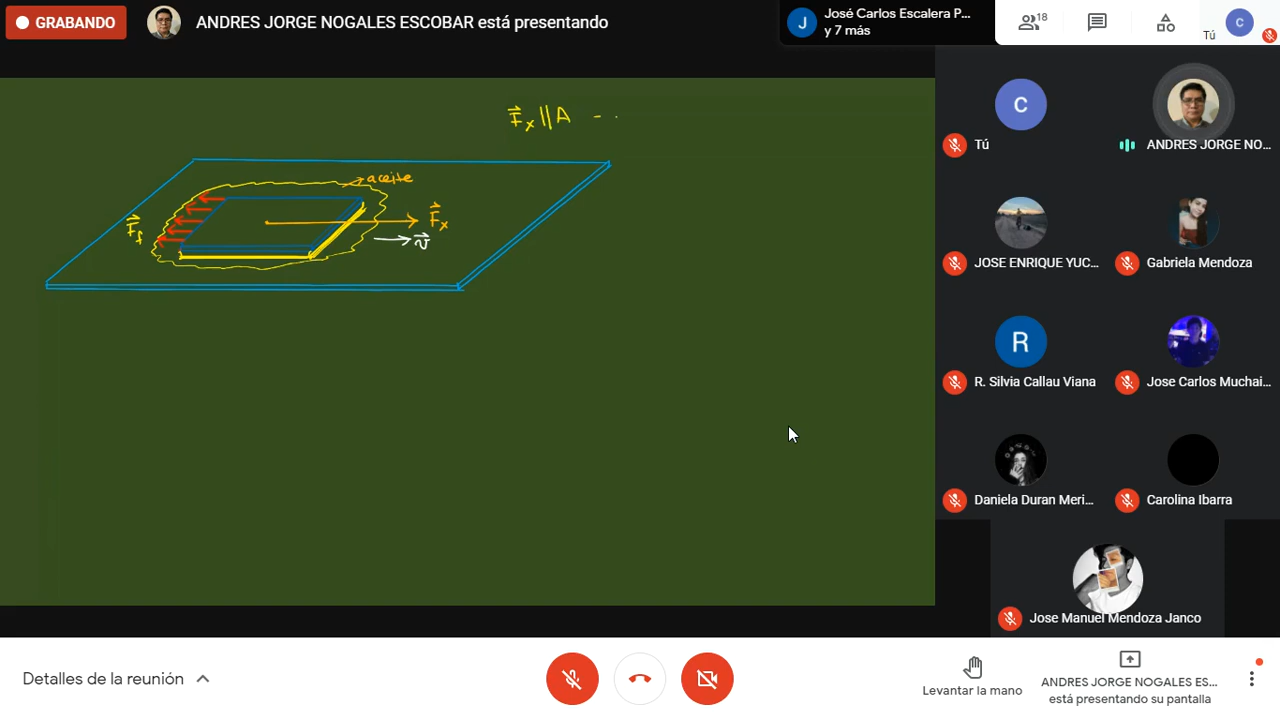 GRABANDO
ANDRES JORGE NOGALES ESCOBAR está presentando
José Carlos Escalera P...
y 7 más
J
18
C
Tú
F⃗x // A - -
aceite
F⃗f
F⃗x
v⃗
C
Tú
ANDRES JORGE NO...
JOSE ENRIQUE YUC...
Gabriela Mendoza
R
R. Silvia Callau Viana
Jose Carlos Muchai...
Daniela Duran Meri...
Carolina Ibarra
Jose Manuel Mendoza Janco
Detalles de la reunión
Levantar la mano
ANDRES JORGE NOGALES ES...
está presentando su pantalla